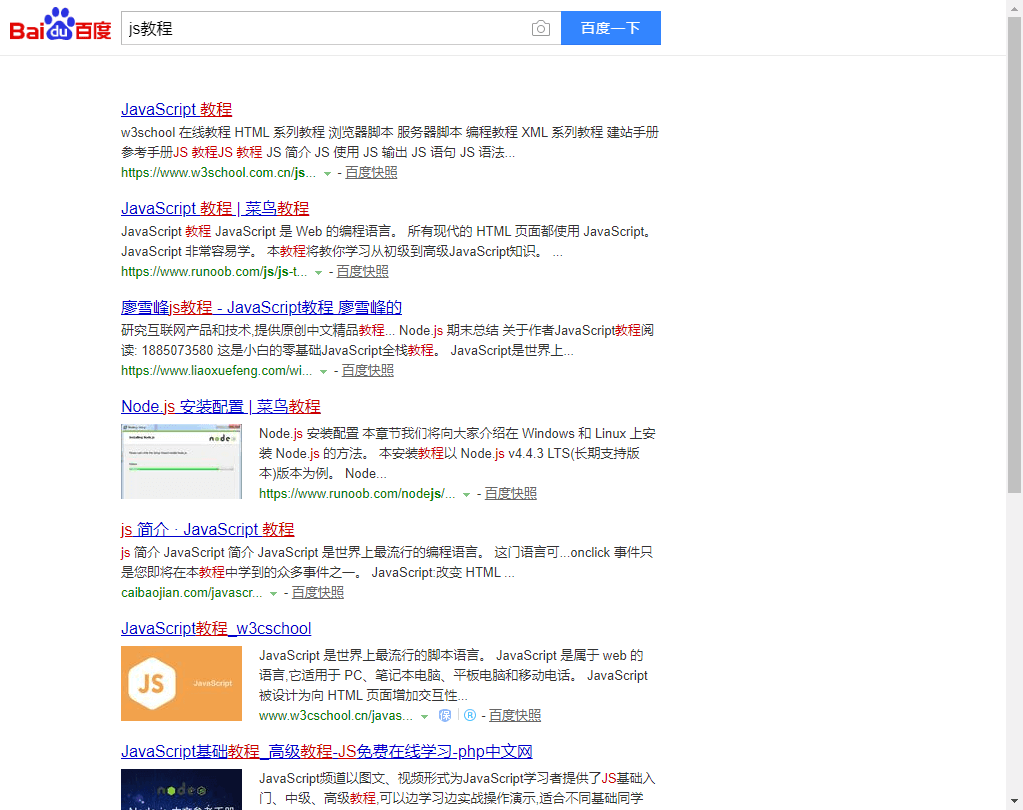 Baidu百度
js教程
百度一下
JavaScript 教程
w3school 在线教程 HTML 系列教程 浏览器脚本 服务器脚本 编程教程 XML 系列教程 建站手册
参考手册JS 教程JS 教程 JS 简介 JS 使用 JS 输出 JS 语句 JS 语法...
https://www.w3school.com.cn/js... - 百度快照
JavaScript 教程 | 菜鸟教程
JavaScript 教程 JavaScript 是 Web 的编程语言。 所有现代的 HTML 页面都使用 JavaScript。
JavaScript 非常容易学。 本教程将教你学习从初级到高级JavaScript知识。 ...
https://www.runoob.com/js/js-t... - 百度快照
廖雪峰js教程 - JavaScript教程 廖雪峰的
研究互联网产品和技术,提供原创中文精品教程... Node.js 期末总结 关于作者JavaScript教程阅
读: 1885073580 这是小白的零基础JavaScript全栈教程。 JavaScript是世界上...
https://www.liaoxuefeng.com/wi... - 百度快照
Node.js 安装配置 | 菜鸟教程
Node.js 安装配置 本章节我们将向大家介绍在 Windows 和 Linux 上安
装 Node.js 的方法。 本安装教程以 Node.js v4.4.3 LTS(长期支持版
本)版本为例。 Node...
https://www.runoob.com/nodejs/... - 百度快照
js 简介 · JavaScript 教程
js 简介 JavaScript 简介 JavaScript 是世界上最流行的编程语言。 这门语言可...onclick 事件只
是您即将在本教程中学到的众多事件之一。 JavaScript:改变 HTML ...
caibaojian.com/javascr... - 百度快照
JavaScript教程_w3cschool
JS JavaScript
JavaScript 是世界上最流行的脚本语言。 JavaScript 是属于 web 的
语言,它适用于 PC、笔记本电脑、平板电脑和移动电话。 JavaScript
被设计为向 HTML 页面增加交互性...
www.w3cschool.cn/javas... 保 ® - 百度快照
JavaScript基础教程_高级教程-JS免费在线学习-php中文网
JavaScript频道以图文、视频形式为JavaScript学习者提供了JS基础入
门、中级、高级教程,可以边学习边实战操作演示,适合不同基础同学